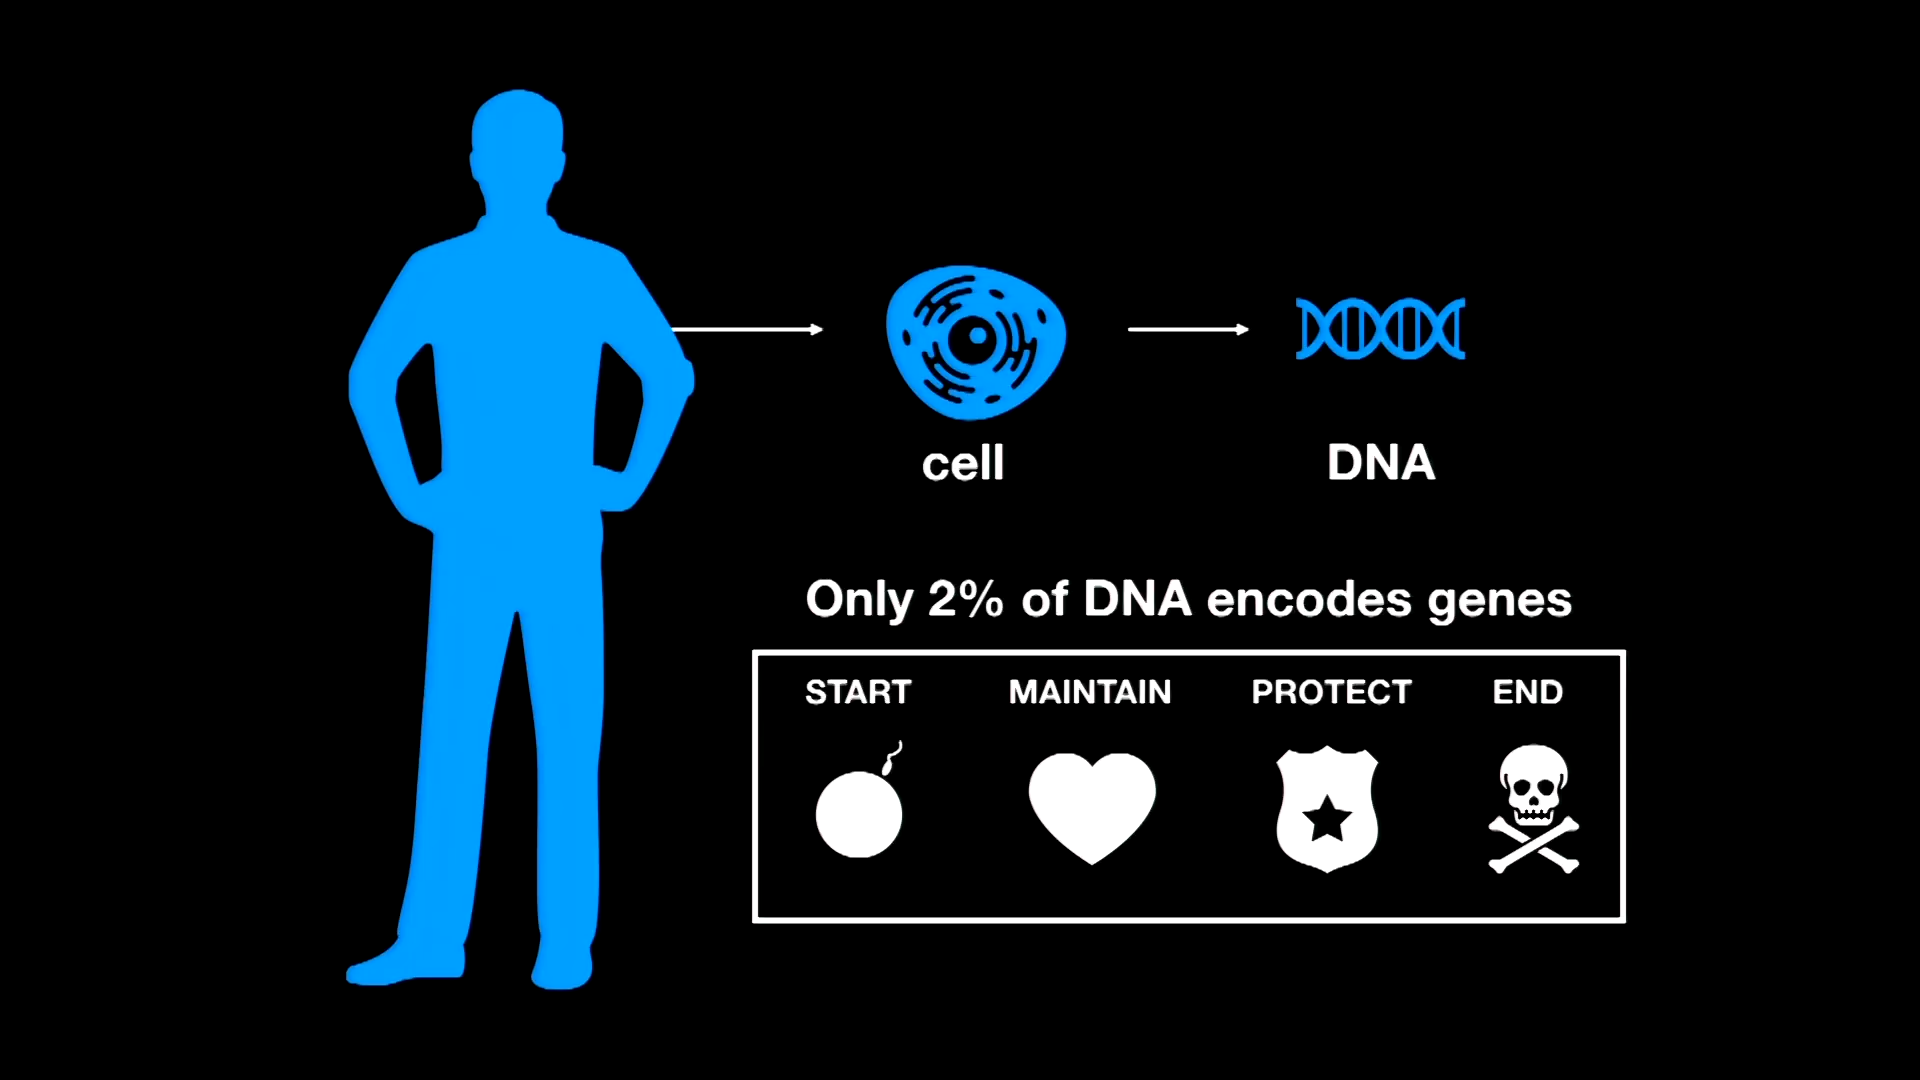 cell
DNA
Only 2% of DNA encodes genes
START
MAINTAIN
PROTECT
END